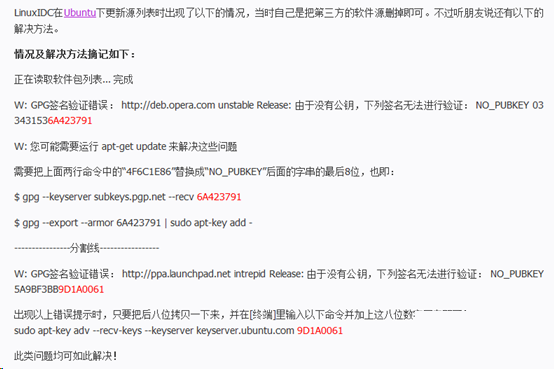 LinuxIDC在Ubuntu下更新源列表时出现了以下的情况，当时自己是把第三方的软件源删掉即可。不过听朋友说还有以下的
解决方法。
情况及解决方法摘记如下：
正在读取软件包列表... 完成
W: GPG签名验证错误： http://deb.opera.com unstable Release: 由于没有公钥，下列签名无法进行验证： NO_PUBKEY 03
3431536A423791
W: 您可能需要运行 apt-get update 来解决这些问题
需要把上面两行命令中的“4F6C1E86”替换成“NO_PUBKEY”后面的字串的最后8位，也即：
$ gpg --keyserver subkeys.pgp.net --recv 6A423791
$ gpg --export --armor 6A423791 | sudo apt-key add -
----------------分割线-----------------
W: GPG签名验证错误： http://ppa.launchpad.net intrepid Release: 由于没有公钥，下列签名无法进行验证： NO_PUBKEY
5A9BF3BB9D1A0061
出现以上错误提示时，只要把后八位拷贝一下来，并在[终端]里输入以下命令并加上这八位数
sudo apt-key adv --recv-keys --keyserver keyserver.ubuntu.com 9D1A0061
此类问题均可如此解决！